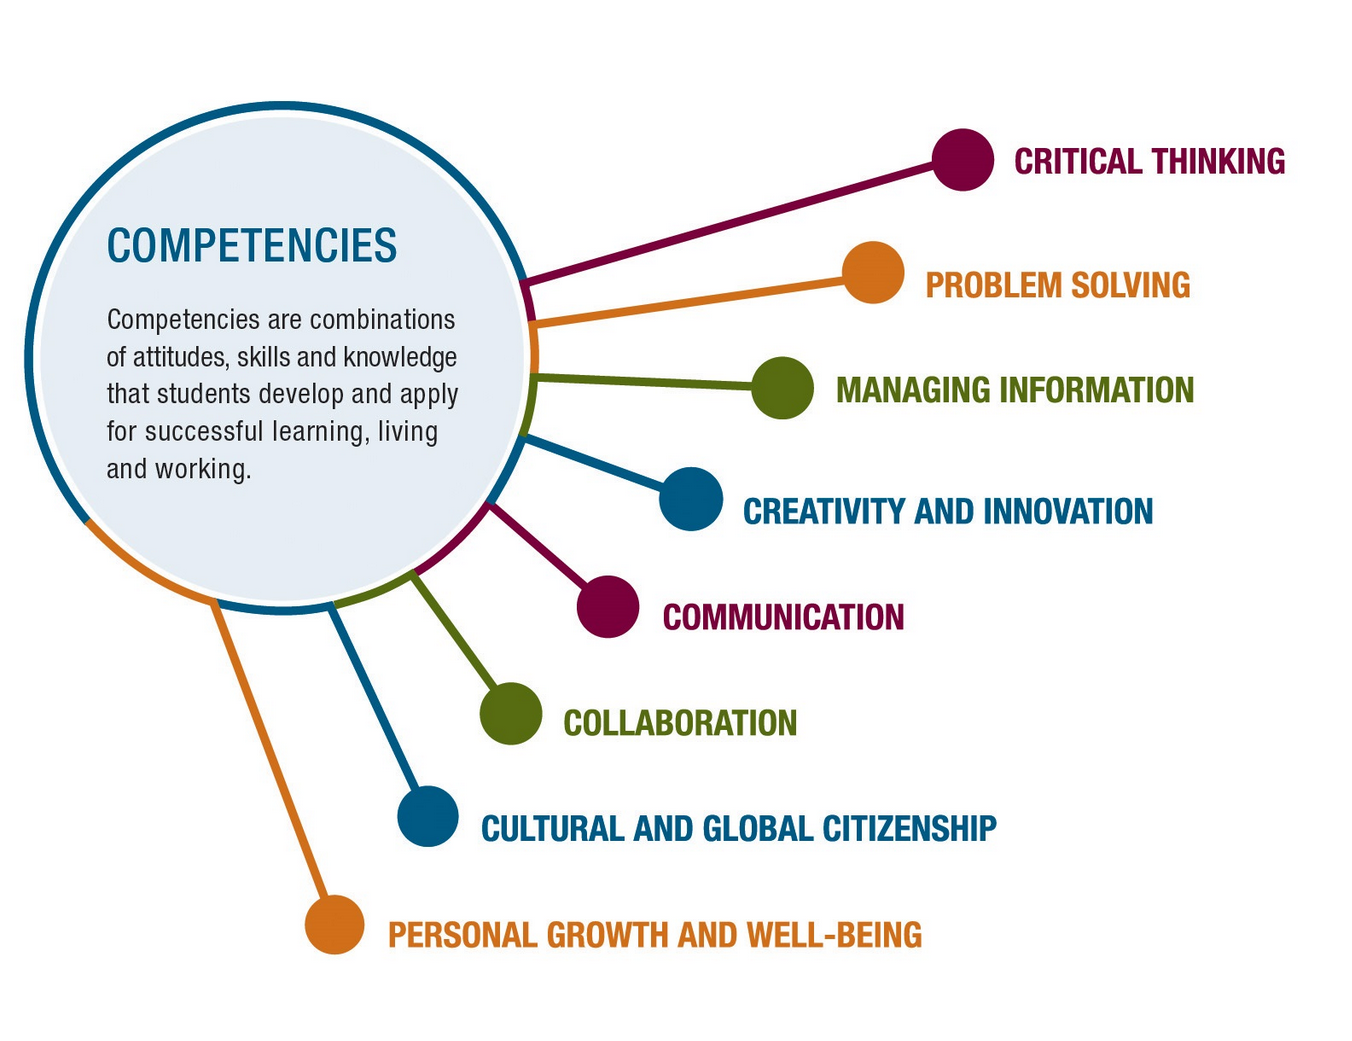 COMPETENCIES
Competencies are combinations
of attitudes, skills and knowledge
that students develop and apply
for successful learning, living
and working.
CRITICAL THINKING
PROBLEM SOLVING
MANAGING INFORMATION
CREATIVITY AND INNOVATION
COMMUNICATION
COLLABORATION
CULTURAL AND GLOBAL CITIZENSHIP
PERSONAL GROWTH AND WELL-BEING